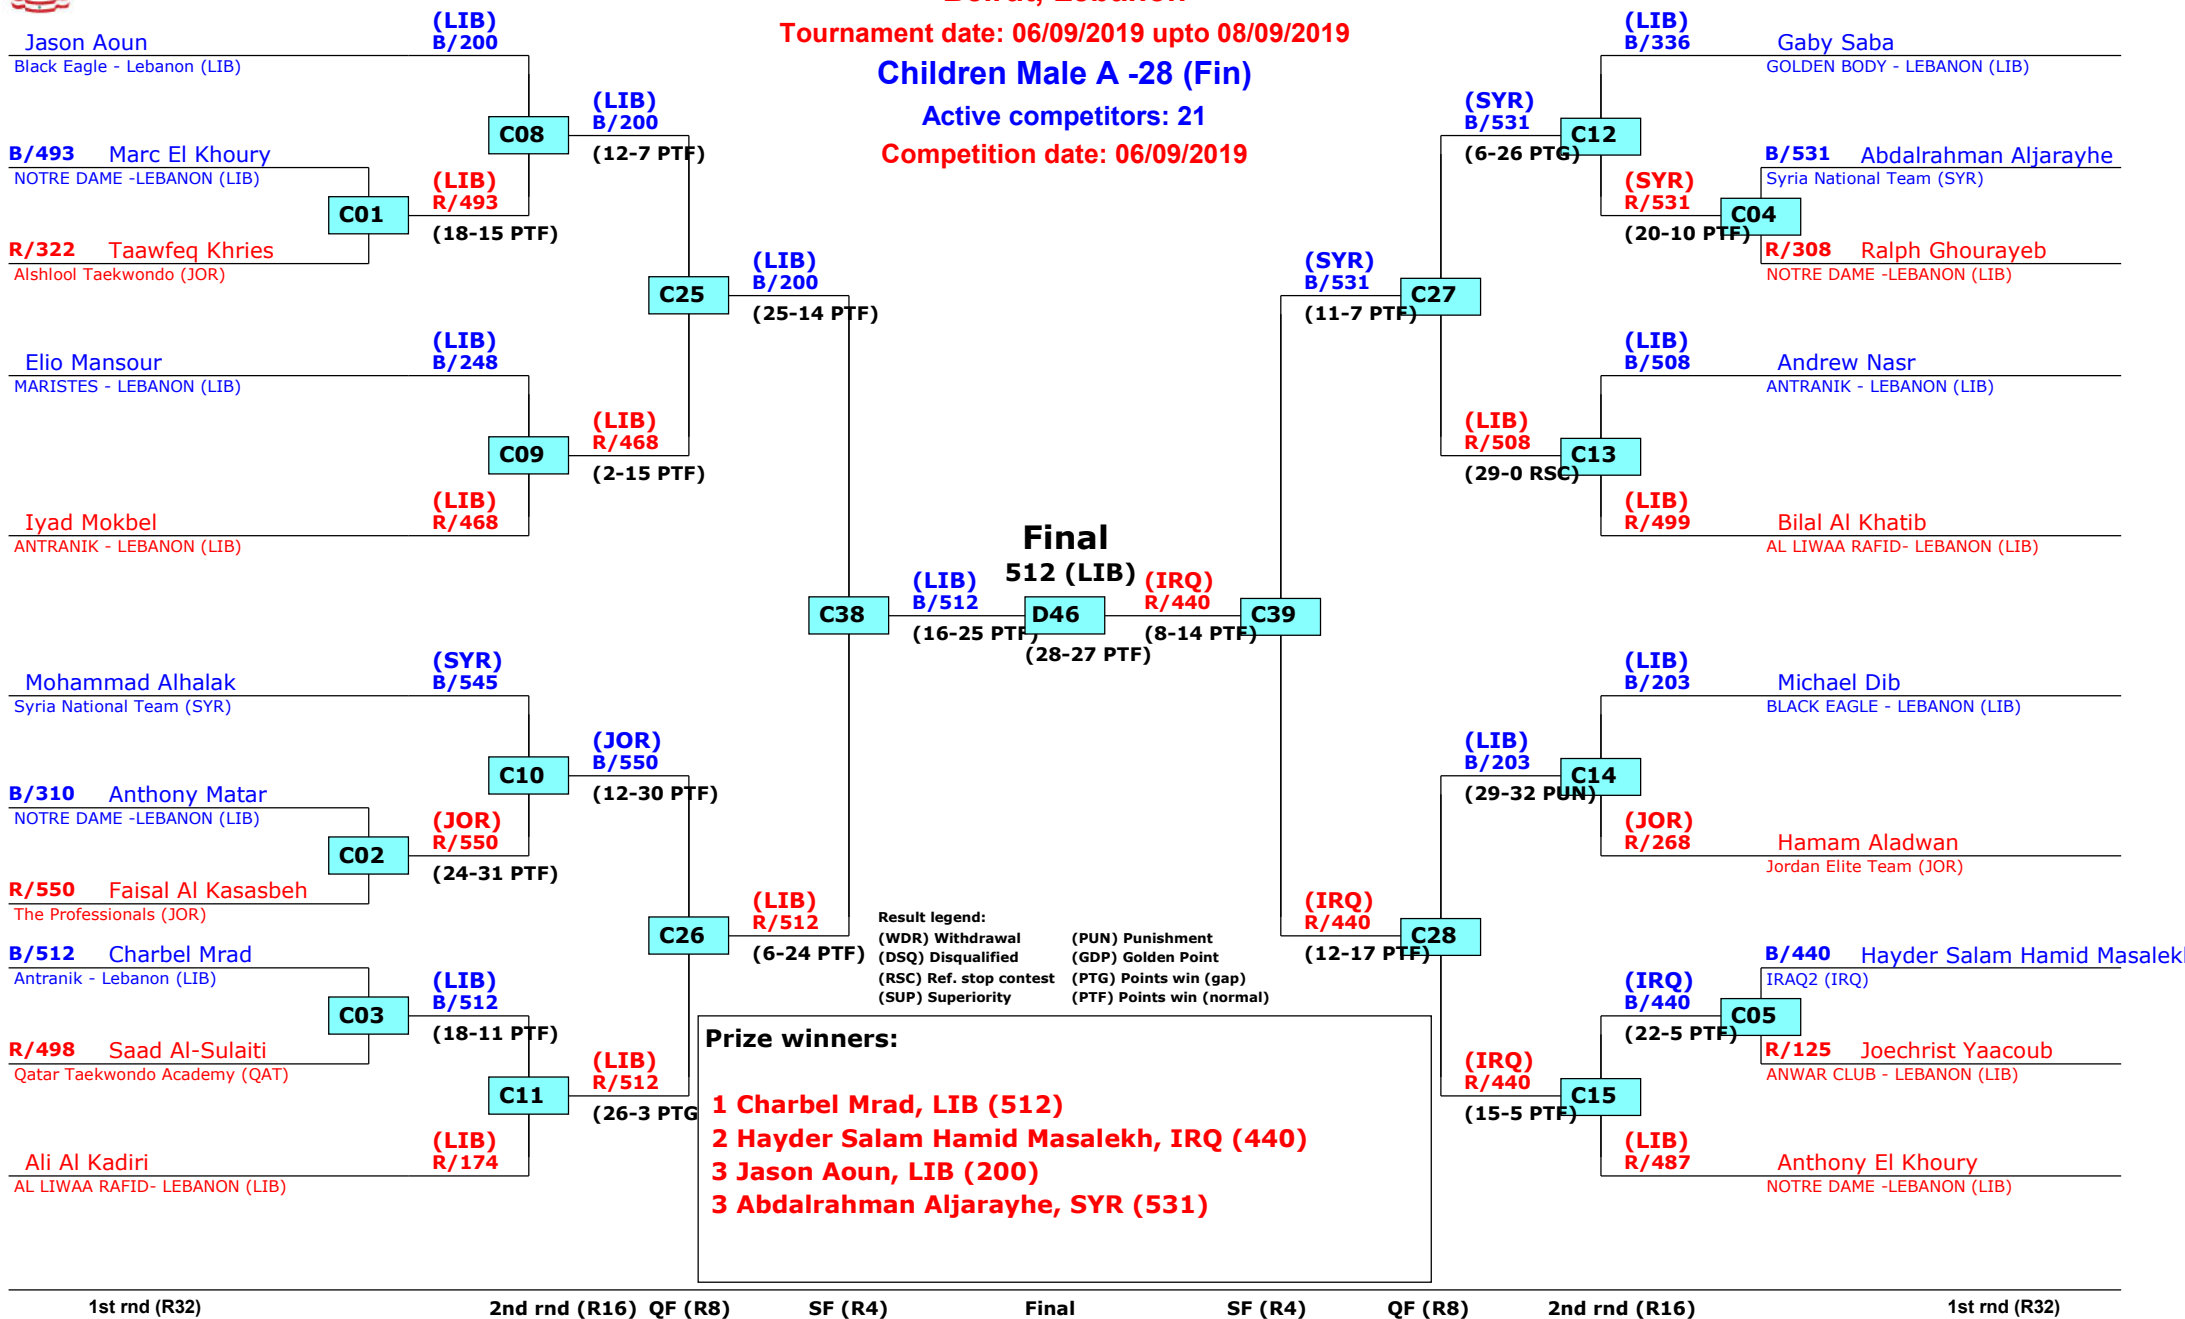 Tournament date: 06/09/2019 upto 08/09/2019
Children Male A -28 (Fin)
Active competitors: 21
Competition date: 06/09/2019
Jason Aoun
(LIB)
B/200
Black Eagle - Lebanon (LIB)
C08
(LIB)
B/200
(12-7 PTF)
B/493 Marc El Khoury
NOTRE DAME -LEBANON (LIB)
C01
(LIB)
R/493
(18-15 PTF)
R/322 Taawfeq Khries
Alshlool Taekwondo (JOR)
C25
(LIB)
B/200
(25-14 PTF)
Elio Mansour
(LIB)
B/248
MARISTES - LEBANON (LIB)
C09
(LIB)
R/468
(2-15 PTF)
Iyad Mokbel
(LIB)
R/468
ANTRANIK - LEBANON (LIB)
C38
(LIB)
B/512
(16-25 PTF)
Final
512 (LIB)
D46
(28-27 PTF)
(IRQ)
R/440
(8-14 PTF)
C39
Mohammad Alhalak
(SYR)
B/545
Syria National Team (SYR)
C10
(JOR)
B/550
(12-30 PTF)
B/310 Anthony Matar
NOTRE DAME -LEBANON (LIB)
C02
(JOR)
R/550
(24-31 PTF)
R/550 Faisal Al Kasasbeh
The Professionals (JOR)
C26
(LIB)
R/512
(6-24 PTF)
B/512 Charbel Mrad
Antranik - Lebanon (LIB)
C03
(LIB)
B/512
(18-11 PTF)
R/498 Saad Al-Sulaiti
Qatar Taekwondo Academy (QAT)
C11
(LIB)
R/512
(26-3 PTG
Ali Al Kadiri
(LIB)
R/174
AL LIWAA RAFID- LEBANON (LIB)
(LIB)
B/336 Gaby Saba
GOLDEN BODY - LEBANON (LIB)
(SYR)
B/531
(6-26 PTG)
C12
B/531 Abdalrahman Aljarayhe
Syria National Team (SYR)
(SYR)
R/531
(20-10 PTF)
C04
R/308 Ralph Ghourayeb
NOTRE DAME -LEBANON (LIB)
(SYR)
B/531
(11-7 PTF)
C27
(LIB)
B/508 Andrew Nasr
ANTRANIK - LEBANON (LIB)
(LIB)
R/508
(29-0 RSC)
C13
(LIB)
R/499 Bilal Al Khatib
AL LIWAA RAFID- LEBANON (LIB)
(LIB)
B/203 Michael Dib
BLACK EAGLE - LEBANON (LIB)
(LIB)
B/203
(29-32 PUN)
C14
(JOR)
R/268 Hamam Aladwan
Jordan Elite Team (JOR)
(IRQ)
R/440
(12-17 PTF)
C28
B/440 Hayder Salam Hamid
IRAQ2 (IRQ)
(IRQ)
B/440
(22-5 PTF)
C05
R/125 Joechrist Yaacoub
ANWAR CLUB - LEBANON (LIB)
(IRQ)
R/440
(15-5 PTF)
C15
(LIB)
R/487 Anthony El Khoury
NOTRE DAME -LEBANON (LIB)
Result legend:
(WDR) Withdrawal (PUN) Punishment
(DSQ) Disqualified (GDP) Golden Point
(RSC) Ref. stop contest (PTG) Points win (gap)
(SUP) Superiority (PTF) Points win (normal)
Prize winners:
1 Charbel Mrad, LIB (512)
2 Hayder Salam Hamid Masalekh, IRQ (440)
3 Jason Aoun, LIB (200)
3 Abdalrahman Aljarayhe, SYR (531)
1st rnd (R32) 2nd rnd (R16) QF (R8) SF (R4) Final SF (R4) QF (R8) 2nd rnd (R16) 1st rnd (R32)